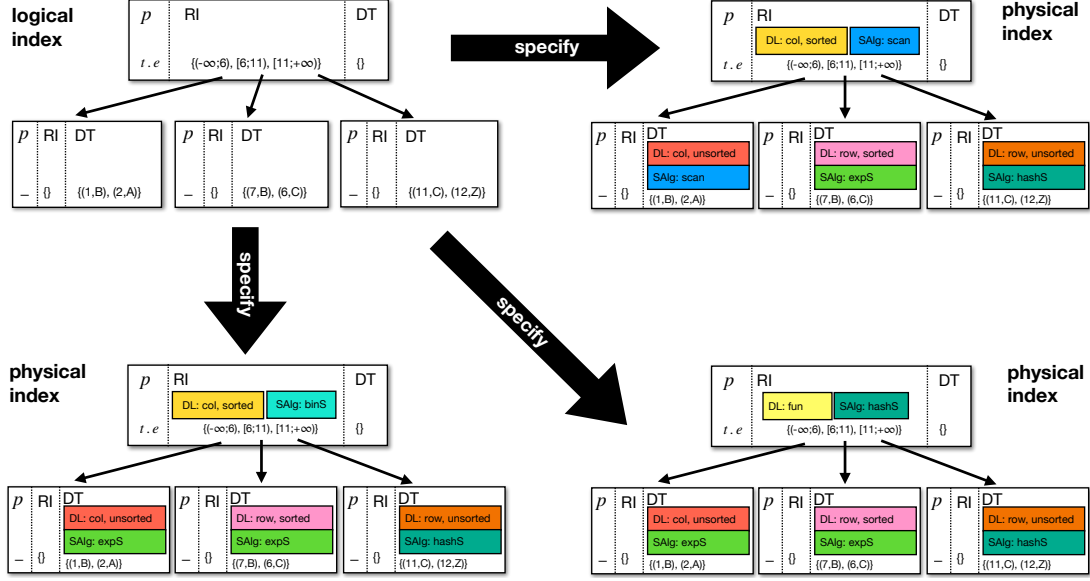 logical
index
p RI DT
t.e {(-∞;6), [6;11), [11;+∞)} {}
p RI DT
– {} {(1,B), (2,A)}
p RI DT
– {} {(7,B), (6,C)}
p RI DT
– {} {(11,C), (12,Z)}
specify
physical
index
p RI DT
DL: col, sorted SAlg: scan
t.e {(-∞;6), [6;11), [11;+∞)} {}
p RI DT
DL: col, unsorted
SAlg: scan
– {} {(1,B), (2,A)}
p RI DT
DL: row, sorted
SAlg: expS
– {} {(7,B), (6,C)}
p RI DT
DL: row, unsorted
SAlg: hashS
– {} {(11,C), (12,Z)}
specify
specify
physical
index
p RI DT
DL: col, sorted SAlg: binS
t.e {(-∞;6), [6;11), [11;+∞)} {}
p RI DT
DL: col, unsorted
SAlg: expS
– {} {(1,B), (2,A)}
p RI DT
DL: row, sorted
SAlg: expS
– {} {(7,B), (6,C)}
p RI DT
DL: row, unsorted
SAlg: hashS
– {} {(11,C), (12,Z)}
physical
index
p RI DT
DL: fun SAlg: hashS
t.e {(-∞;6), [6;11), [11;+∞)} {}
p RI DT
DL: col, unsorted
SAlg: expS
– {} {(1,B), (2,A)}
p RI DT
DL: row, sorted
SAlg: expS
– {} {(7,B), (6,C)}
p RI DT
DL: row, unsorted
SAlg: hashS
– {} {(11,C), (12,Z)}